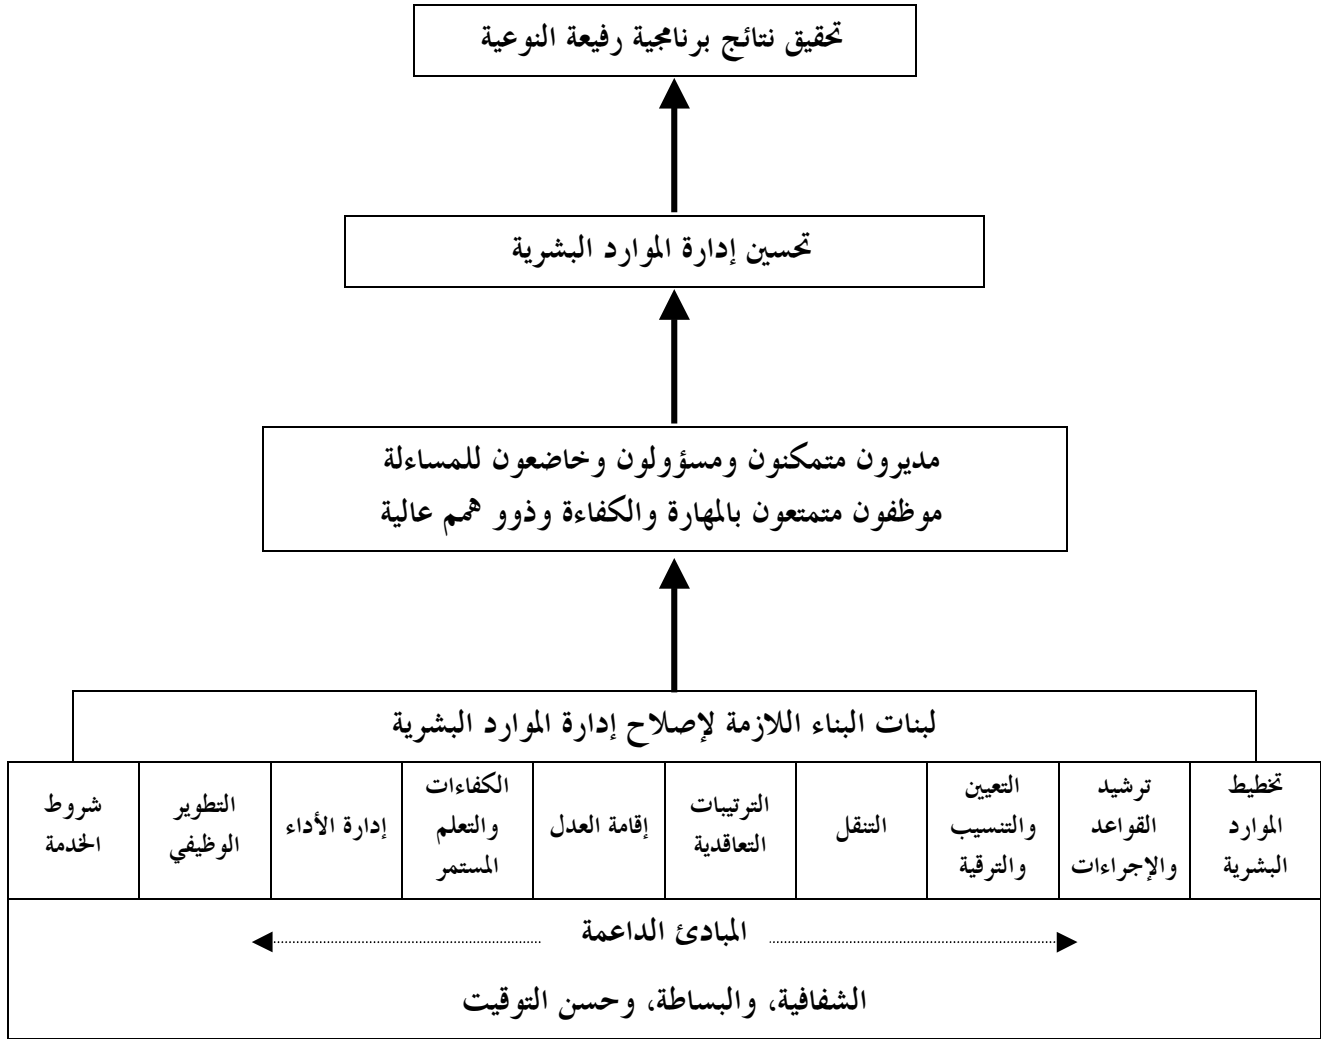 تحقيق نتائج برنامجية رفيعة النوعية
تحسين إدارة الموارد البشرية
مديرون متمكنون ومسؤولون وخاضعون للمساءلة
موظفون متمتعون بالمهارة والكفاءة وذوو همم عالية
لبنات البناء اللازمة لإصلاح إدارة الموارد البشرية
تخطيط
الموارد
البشرية
ترشيد
القواعد
والإجراءات
التعيين
والتنسيب
والترقية
التنقل
الترتيبات
التعاقدية
إقامة العدل
الكفاءات
والتعلم
المستمر
إدارة الأداء
التطوير
الوظيفي
شروط
الخدمة
المبادئ الداعمة
الشفافية، والبساطة، وحسن التوقيت